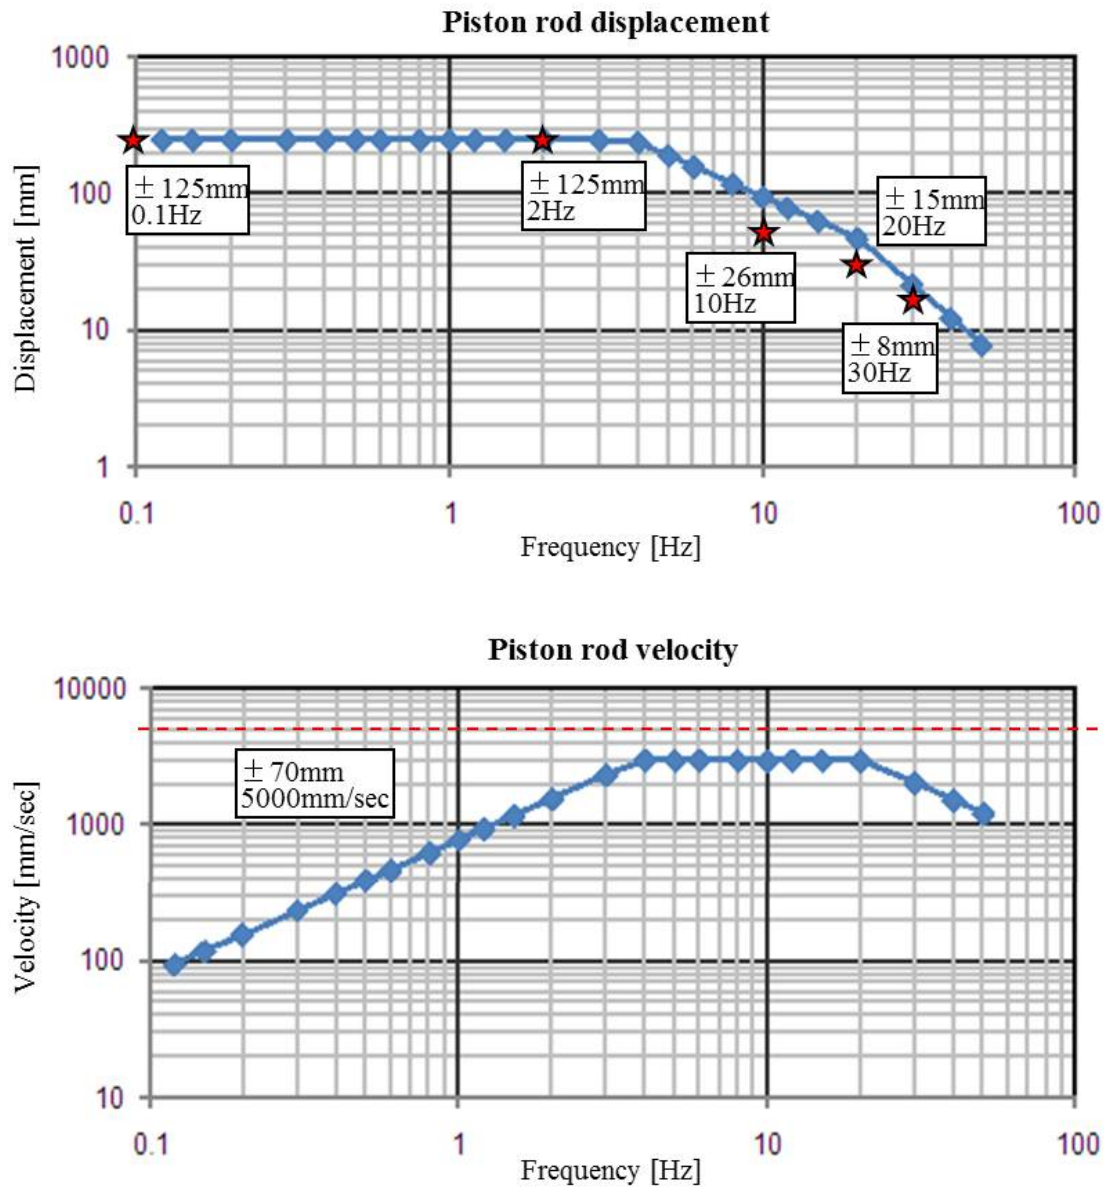 Piston rod displacement
1000
100
10
1
Displacement [mm]
± 125mm
0.1Hz
± 125mm
2Hz
± 26mm
10Hz
± 15mm
20Hz
± 8mm
30Hz
0.1
1
10
100
Frequency [Hz]
Piston rod velocity
10000
1000
100
10
Velocity [mm/sec]
± 70mm
5000mm/sec
0.1
1
10
100
Frequency [Hz]